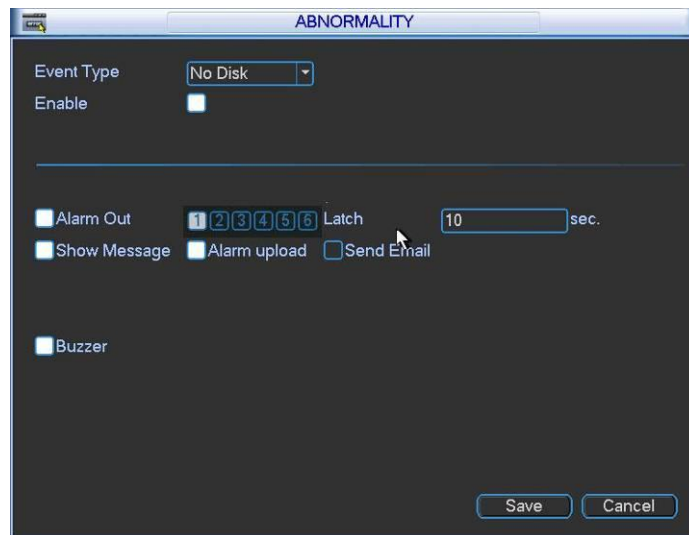 ABNORMALITY
Event Type No Disk
Enable
Alarm Out 1 2 3 4 5 6 Latch 10 sec.
Show Message Alarm upload Send Email
Buzzer
Save Cancel